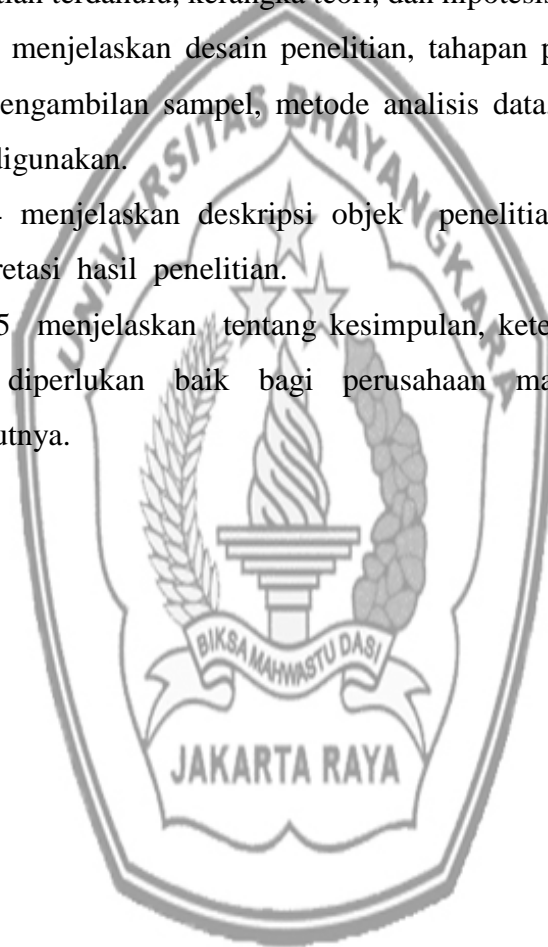 tian terdahulu, kerangka teori, dan hipotesis
menjelaskan desain penelitian, tahapan p
engambilan sampel, metode analisis data
digunakan.
menjelaskan deskripsi objek penelitia
retasi hasil penelitian.
5 menjelaskan tentang kesimpulan, kete
diperlukan baik bagi perusahaan ma
utnya.
UNIVERSITAS BHAYANGKARA
BIKSA MAHWASTU DASI
JAKARTA RAYA